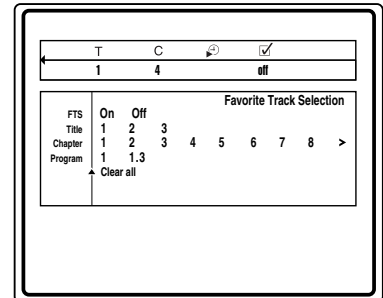 T C
1 4 off
Favorite Track Selection
FTS On Off
Title 1 2 3
Chapter 1 2 3 4 5 6 7 8 >
Program 1 1.3
Clear all